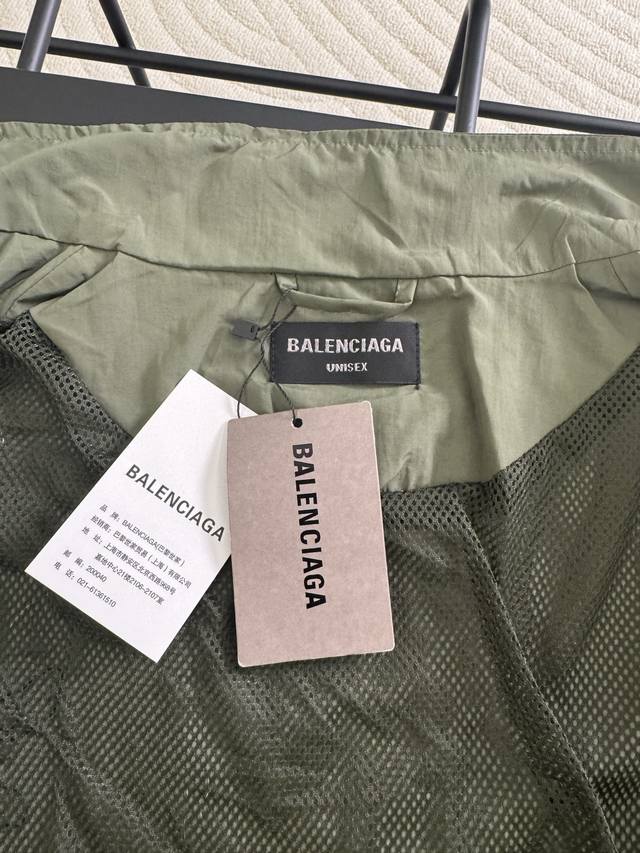 BALENCIAGA
UNISEX
BALENCIAGA
品 牌：BALENCIAGA(巴黎世家)
经销商：巴黎世家贸易（上海）有限公司
地 址：上海市静安区北京西路968号
嘉地中心21楼2106-2107室
邮 编：200040
电 话：021-61361510
BALENCIAGA